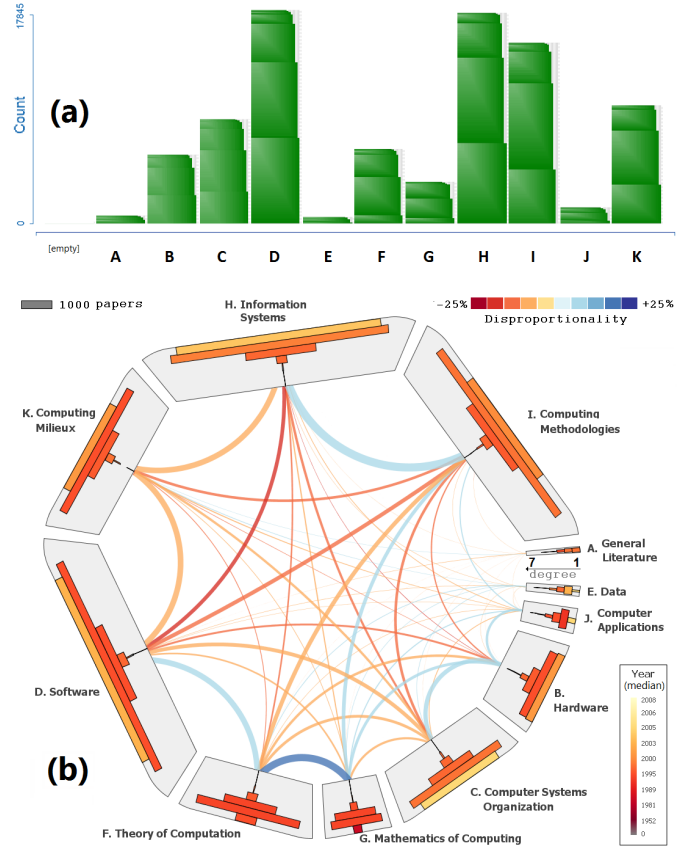 17845
Count
0
(a)
[empty]
A
B
C
D
E
F
G
H
I
J
K
1000 papers
-25%
+25%
Disproportionality
H. Information
Systems
K. Computing
Milieux
I. Computing
Methodologies
A. General
Literature
7
1
degree
E. Data
J. Computer
Applications
B.
Hardware
D. Software
C. Computer Systems
Organization
F. Theory of Computation
G. Mathematics of Computing
(b)
Year
(median)
2008
2006
2005
2003
2000
1995
1989
1981
1952
0